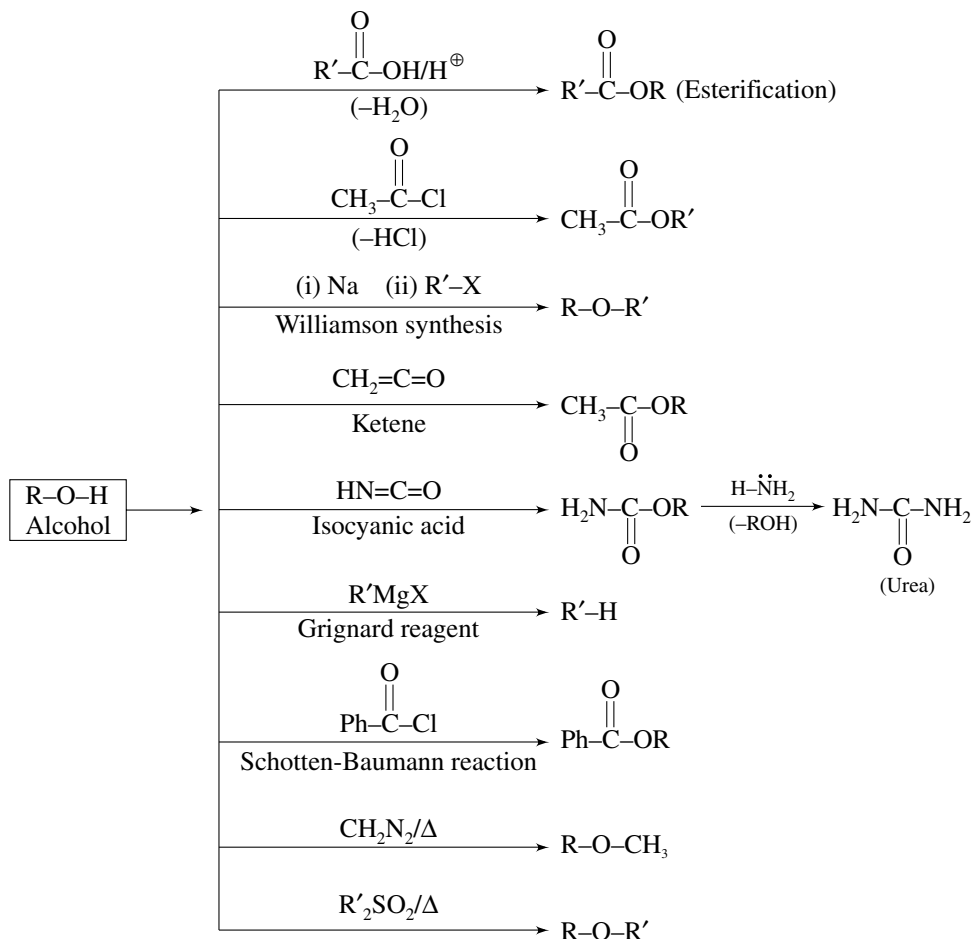 O
R′–C–OH/H⊕
(–H₂O)
O
R′–C–OR (Esterification)
O
CH₃–C–Cl
(–HCl)
O
CH₃–C–OR′
(i) Na (ii) R′–X
Williamson synthesis
R–O–R′
CH₂=C=O
Ketene
CH₃–C–OR
O
R–O–H
Alcohol
HN=C=O
Isocyanic acid
H₂N–C–OR
O
H–N̈H₂
(–ROH)
H₂N–C–NH₂
O
(Urea)
R′MgX
Grignard reagent
R′–H
O
Ph–C–Cl
Schotten-Baumann reaction
O
Ph–C–OR
CH₂N₂/Δ
R–O–CH₃
R′₂SO₂/Δ
R–O–R′